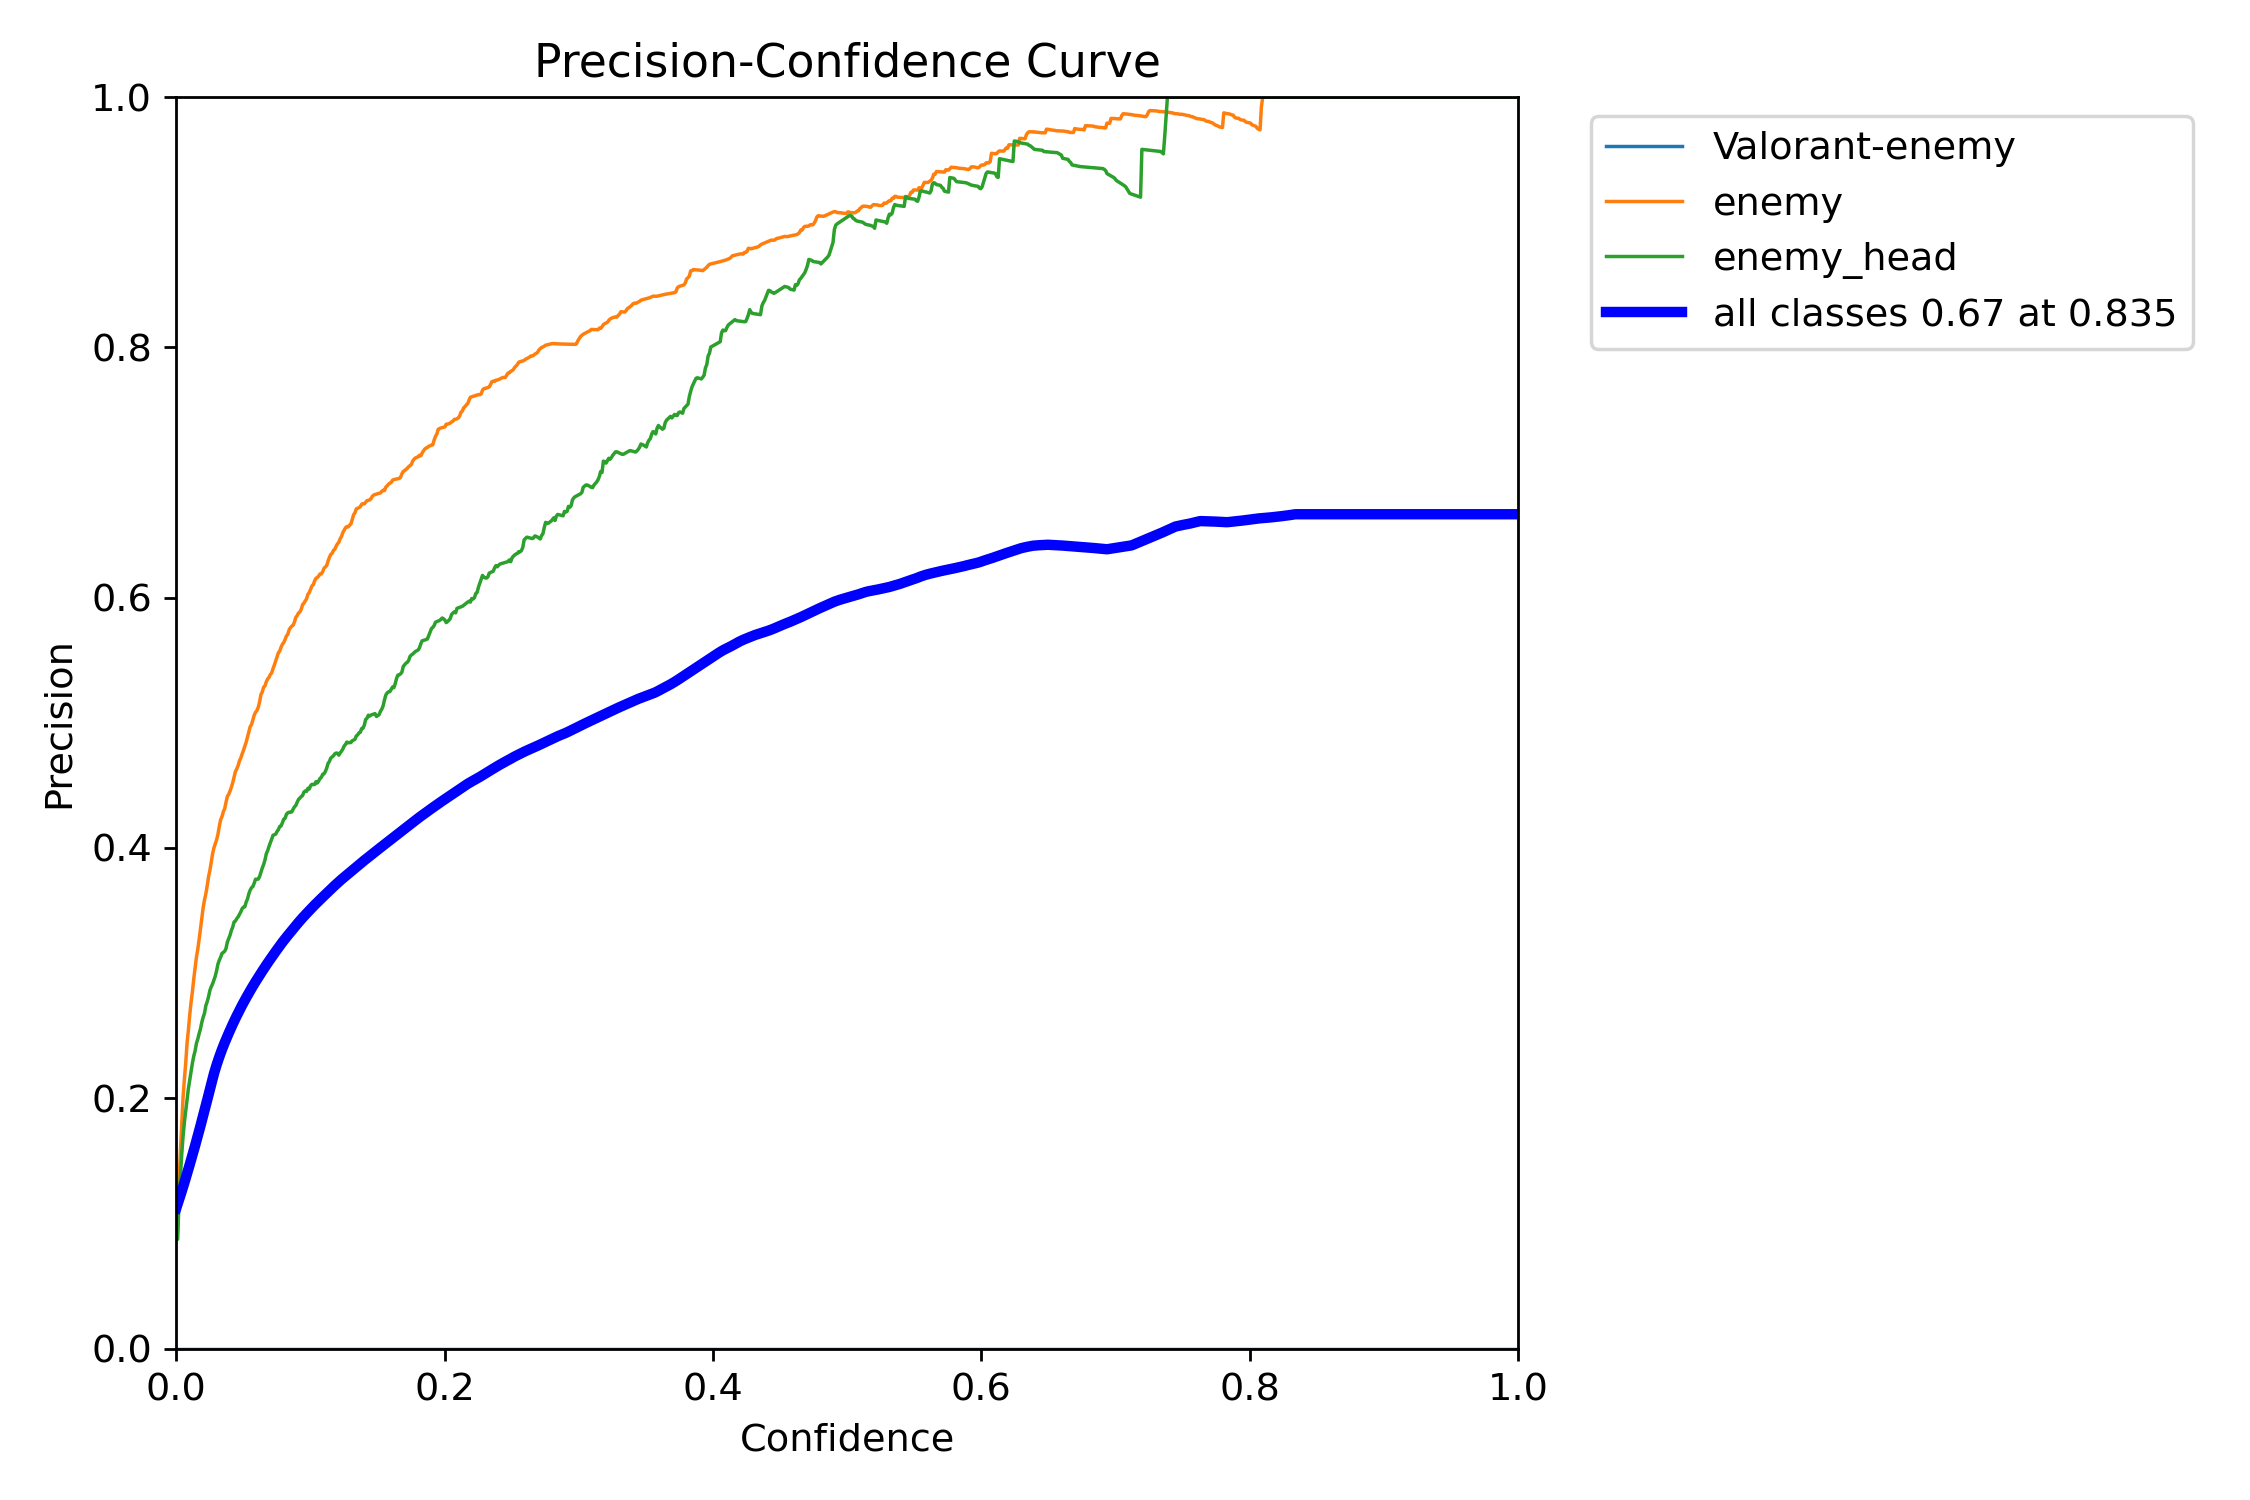 Precision-Confidence Curve
1.0
0.8
0.6
0.4
0.2
0.0
Precision
0.0 0.2 0.4 0.6 0.8 1.0
Confidence
Valorant-enemy
enemy
enemy_head
all classes 0.67 at 0.835